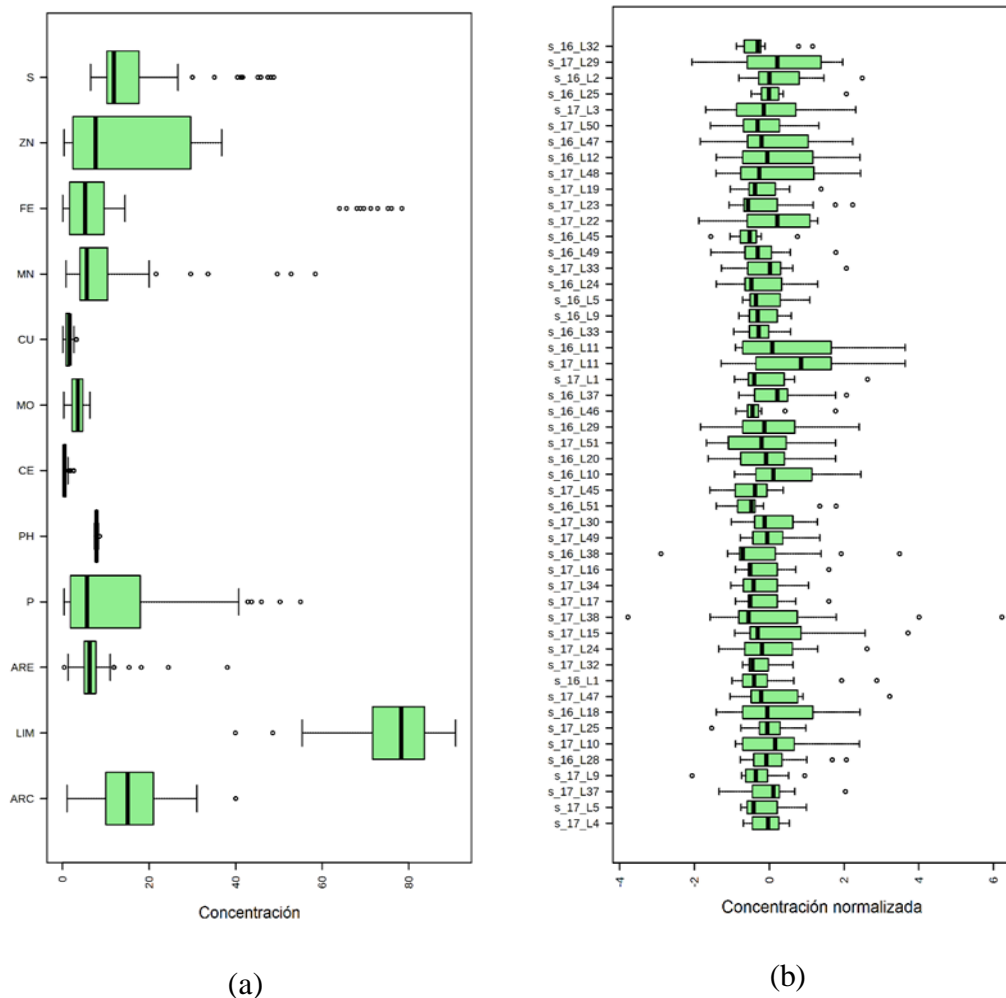 S
ZN
FE
MN
CU
MO
CE
PH
P
ARE
LIM
ARC
0
20
40
60
80
Concentración
(a)
s_16_L32
s_17_L29
s_16_L2
s_16_L25
s_17_L3
s_17_L50
s_16_L47
s_16_L12
s_17_L48
s_17_L19
s_17_L23
s_17_L22
s_16_L45
s_16_L49
s_17_L33
s_16_L24
s_16_L5
s_16_L9
s_16_L33
s_16_L11
s_17_L11
s_17_L1
s_16_L37
s_16_L46
s_16_L29
s_17_L51
s_16_L20
s_16_L10
s_17_L45
s_16_L51
s_17_L30
s_17_L49
s_16_L38
s_17_L16
s_17_L34
s_17_L17
s_17_L38
s_17_L15
s_17_L24
s_17_L32
s_16_L1
s_17_L47
s_16_L18
s_17_L25
s_17_L10
s_16_L28
s_17_L9
s_17_L37
s_17_L5
s_17_L4
-4
-2
0
2
4
6
Concentración normalizada
(b)